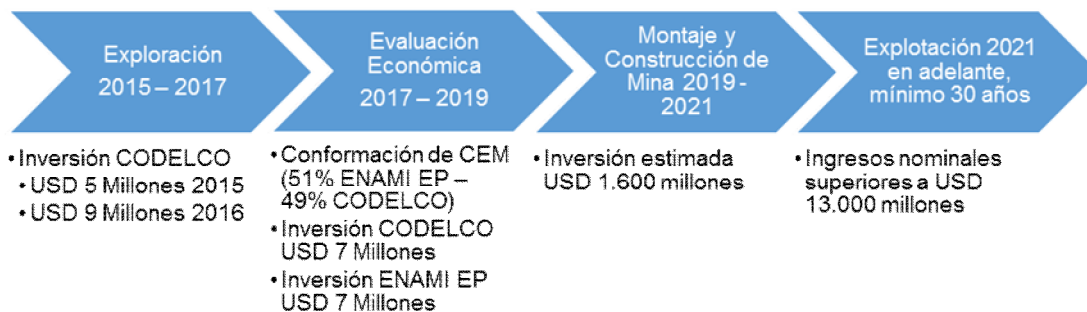 Exploración
2015 – 2017
• Inversión CODELCO
• USD 5 Millones 2015
• USD 9 Millones 2016
Evaluación
Económica
2017 – 2019
• Conformación de CEM
(51% ENAMI EP –
49% CODELCO)
• Inversión CODELCO
USD 7 Millones
• Inversión ENAMI EP
USD 7 Millones
Montaje y
Construcción de
Mina 2019 -
2021
• Inversión estimada
USD 1.600 millones
Explotación 2021
en adelante,
mínimo 30 años
• Ingresos nominales
superiores a USD
13.000 millones